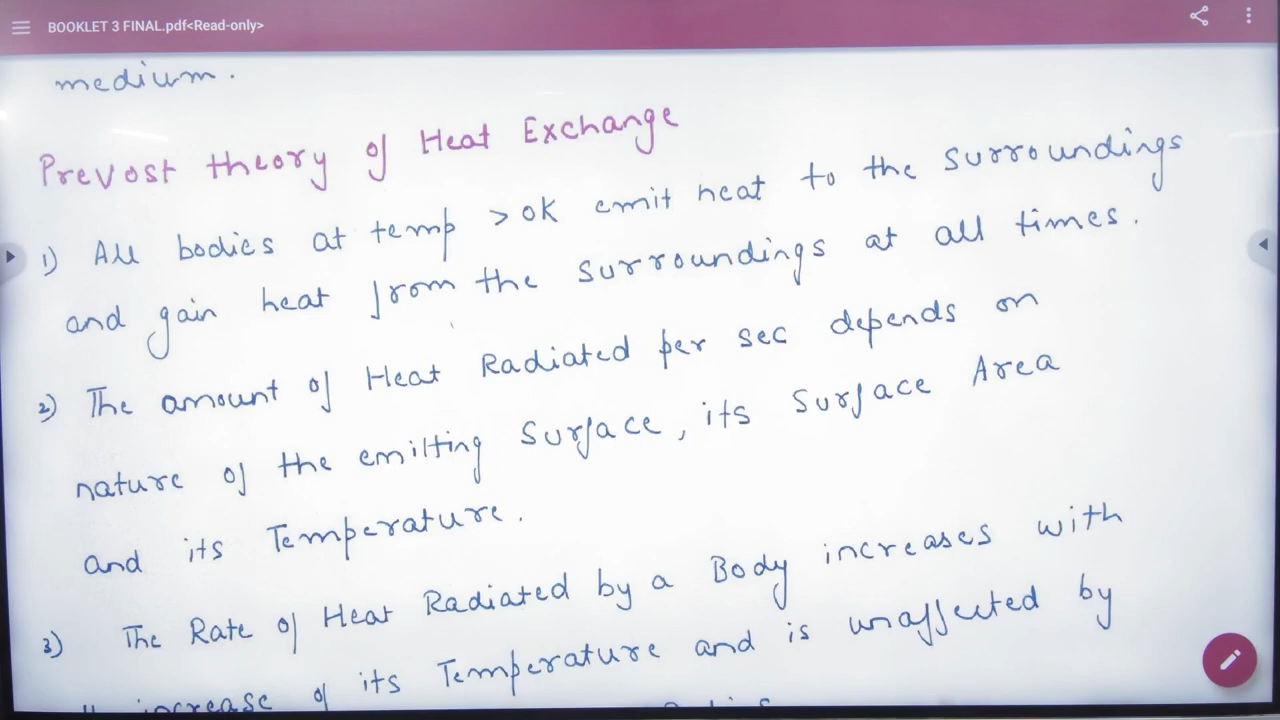 BOOKLET 3 FINAL.pdf<Read-only>
medium.
Prevost theory of Heat Exchange
1) All bodies at temp > 0K emit heat to the surroundings
and gain heat from the surroundings at all times.
2) The amount of Heat Radiated per sec depends on
nature of the emitting Surface, its Surface Area
and its Temperature.
3) The Rate of Heat Radiated by a Body increases with
increase of its Temperature and is unaffected by